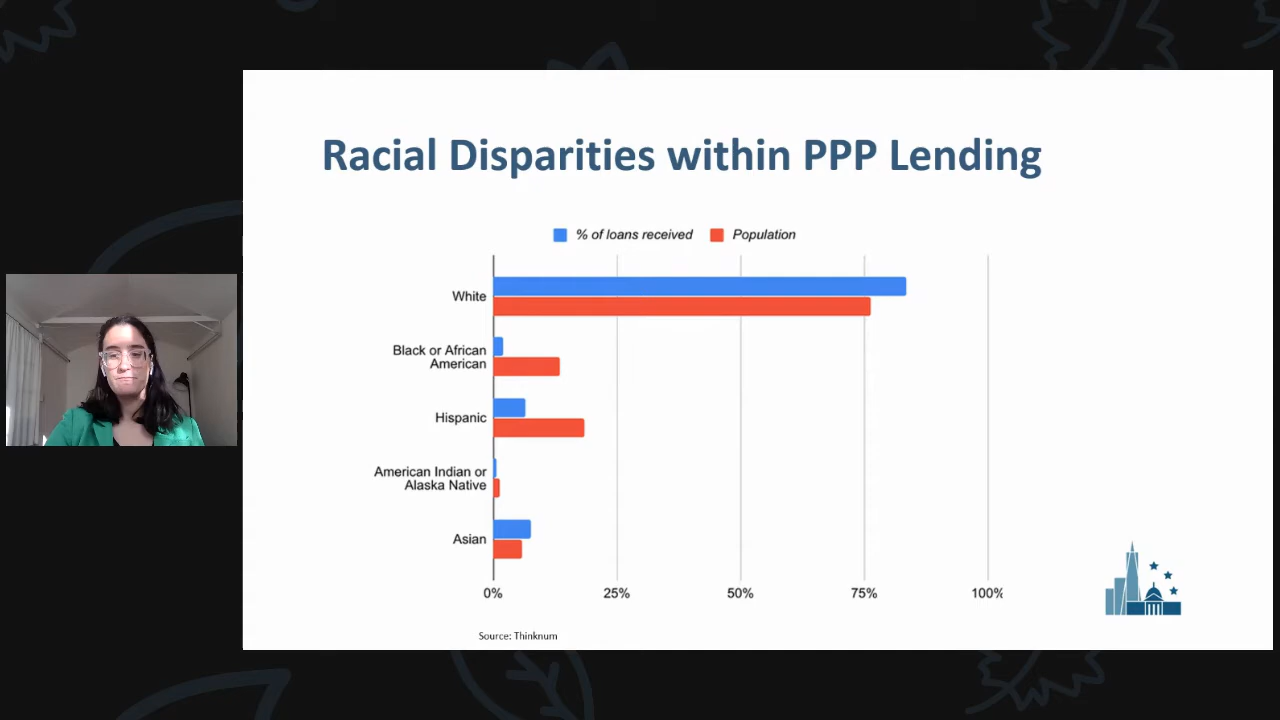 Racial Disparities within PPP Lending
% of loans received Population
White
Black or African
American
Hispanic
American Indian or
Alaska Native
Asian
0% 25% 50% 75% 100%
Source: Thinknum